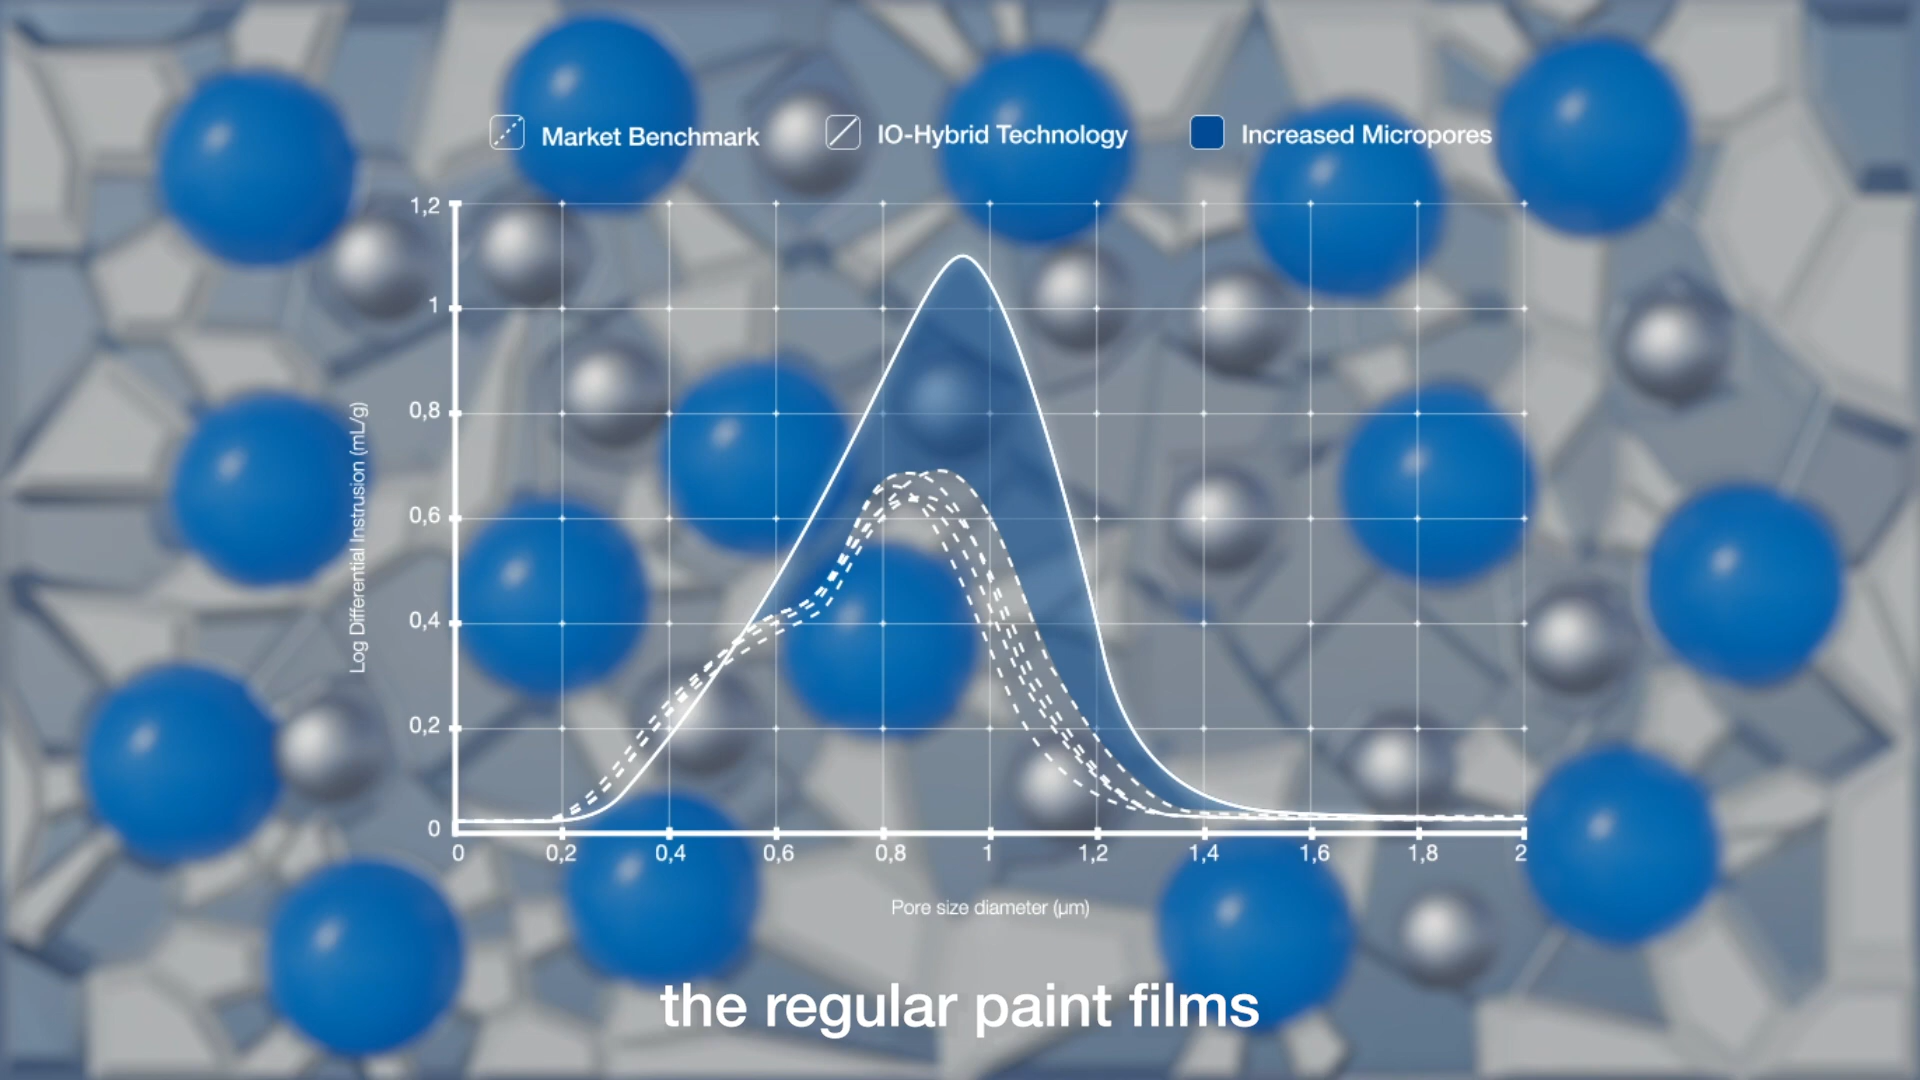 Market Benchmark
IO-Hybrid Technology
Increased Micropores
1,2
1
0,8
0,6
0,4
0,2
0
Log Differential Instrusion (mL/g)
0 0,2 0,4 0,6 0,8 1 1,2 1,4 1,6 1,8 2
Pore size diameter (µm)
the regular paint films